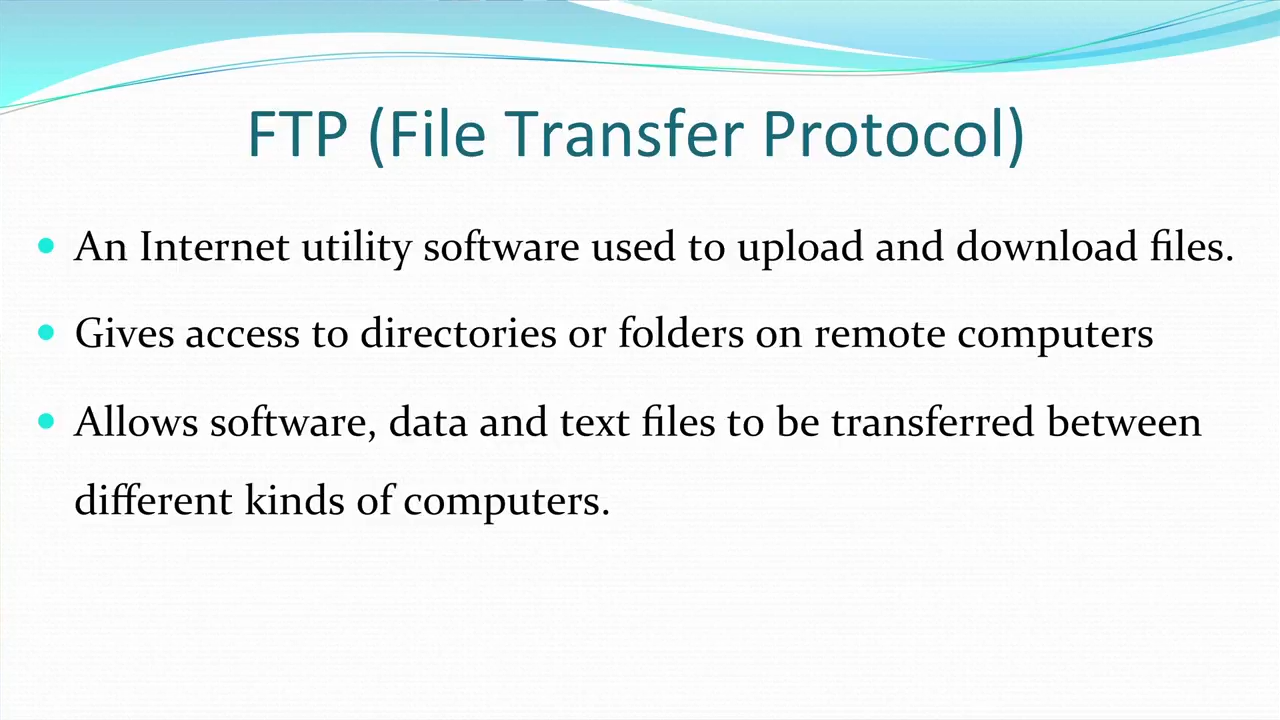 FTP (File Transfer Protocol)
An Internet utility software used to upload and download files.
Gives access to directories or folders on remote computers
Allows software, data and text files to be transferred between
different kinds of computers.